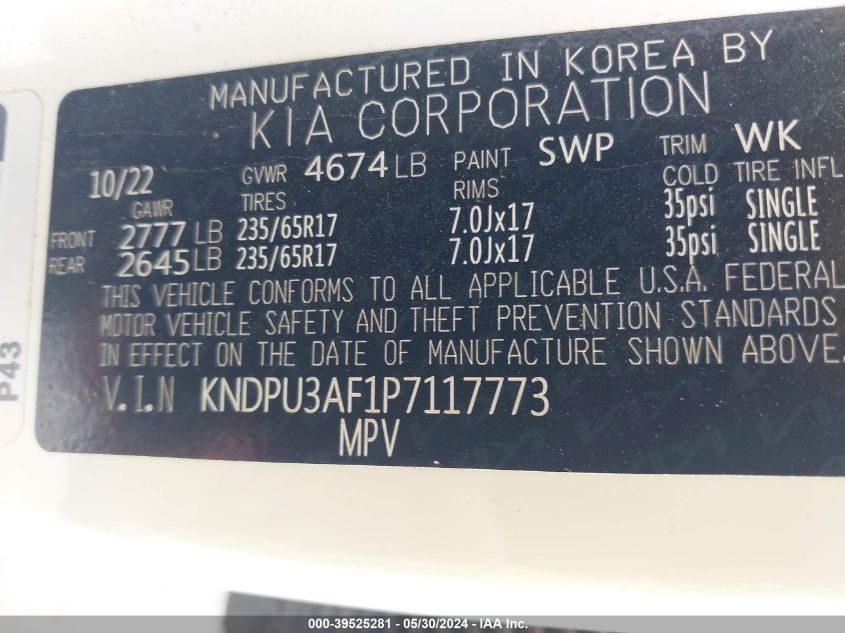 MANUFACTURED IN KOREA BY
KIA CORPORATION
10/22 GVWR 4674 LB PAINT SWP TRIM WK
GAWR TIRES RIMS COLD TIRE INFL
FRONT 2777 LB 235/65R17 7.0Jx17 35psi SINGLE
REAR 2645 LB 235/65R17 7.0Jx17 35psi SINGLE
THIS VEHICLE CONFORMS TO ALL APPLICABLE U.S.A. FEDERAL
MOTOR VEHICLE SAFETY AND THEFT PREVENTION STANDARDS
IN EFFECT ON THE DATE OF MANUFACTURE SHOWN ABOVE.
V.I.N KNDPU3AF1P7117773
MPV
P43
000-39525281 - 05/30/2024 - IAA Inc.